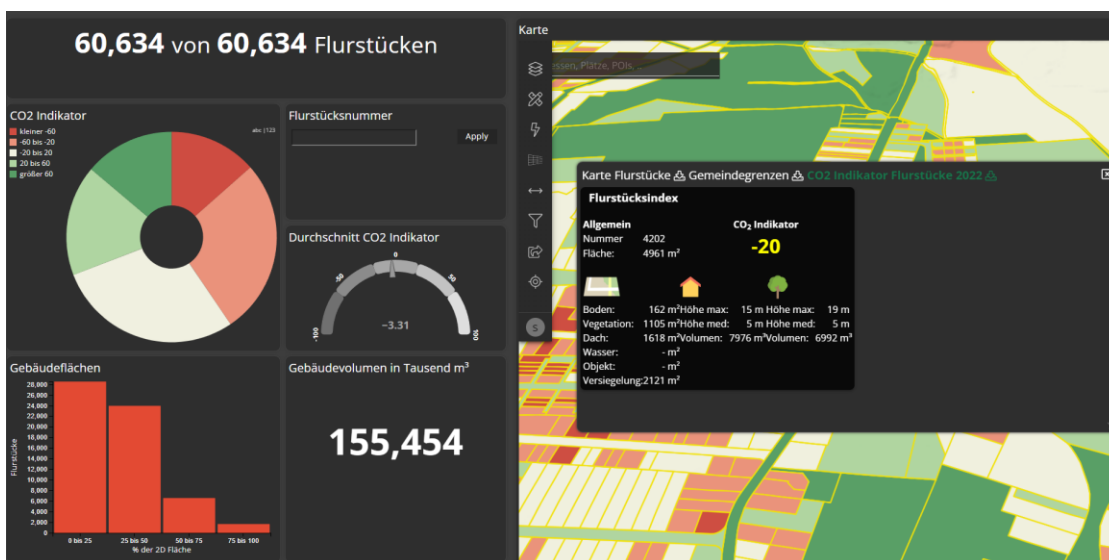 60,634 von 60,634 Flurstücken
CO2 Indikator
kleiner -60
-60 bis -20
-20 bis 20
20 bis 60
größer 60
abc |123
Flurstücksnummer
Apply
Durchschnitt CO2 Indikator
-100
-50
0
50
100
−3.31
Gebäudeflächen
28,000
26,000
24,000
22,000
20,000
18,000
16,000
14,000
12,000
10,000
8,000
6,000
4,000
2,000
0
Flurstücke
0 bis 25 25 bis 50 50 bis 75 75 bis 100
% der 2D Fläche
Gebäudevolumen in Tausend m³
155,454
Karte
essen, Plätze, POIs, ...
S
Karte Flurstücke Gemeindegrenzen CO2 Indikator Flurstücke 2022
Flurstücksindex
Allgemein CO₂ Indikator
Nummer 4202
Fläche: 4961 m²
-20
Boden: 162 m² Höhe max: 15 m Höhe max: 19 m
Vegetation: 1105 m² Höhe med: 5 m Höhe med: 5 m
Dach: 1618 m² Volumen: 7976 m³ Volumen: 6992 m³
Wasser: - m²
Objekt: - m²
Versiegelung: 2121 m²